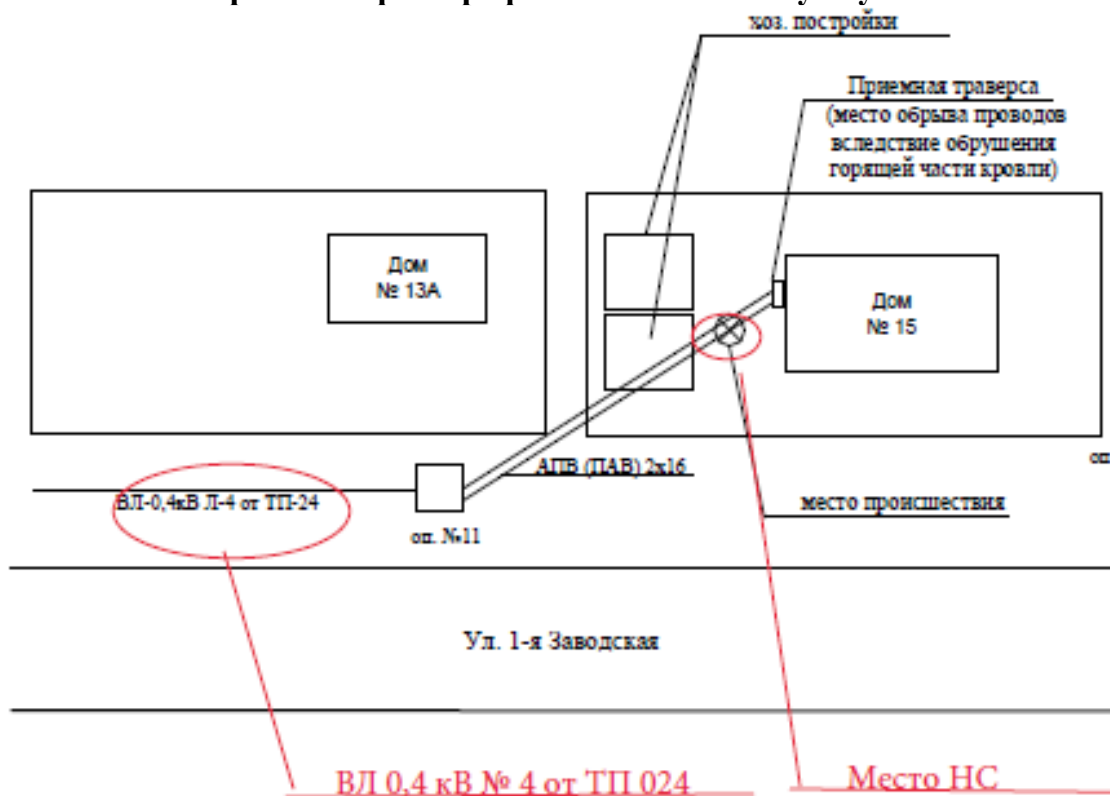 хоз. постройки
Приемная траверса
(место обрыва проводов
вследствие обрушения
горящей части кровли)
Дом
№ 13А
Дом
№ 15
АПВ (ПАВ) 2х16
оп
ВЛ-0,4кВ Л-4 от ТП-24
место происшествия
оп. №11
Ул. 1-я Заводская
ВЛ 0,4 кВ № 4 от ТП 024
Место НС